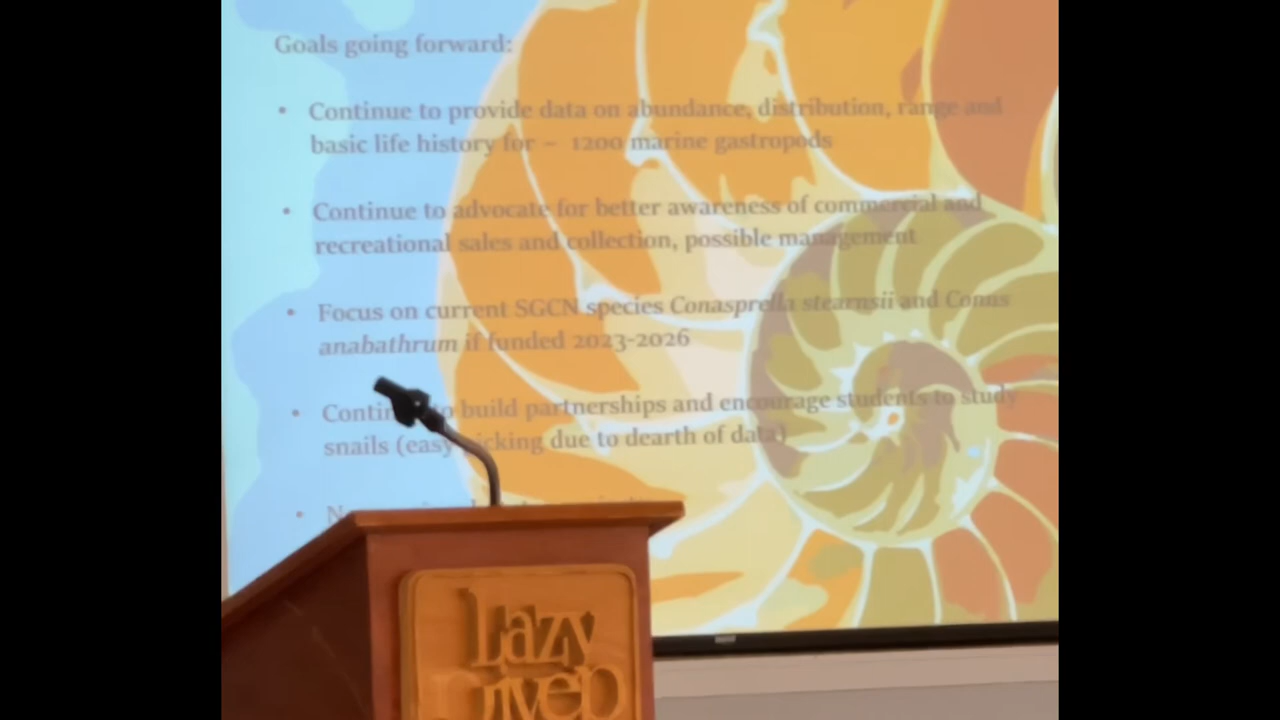 Goals going forward:
• Continue to provide data on abundance, distribution, range and
basic life history for ~ 1200 marine gastropods
• Continue to advocate for better awareness of commercial and
recreational sales and collection, possible management
• Focus on current SGCN species Conasprella stearnsii and Conus
anabathrum if funded 2023-2026
• to build partnerships and encourage students to study
snails (easy picking due to dearth of data)
Lazy
River